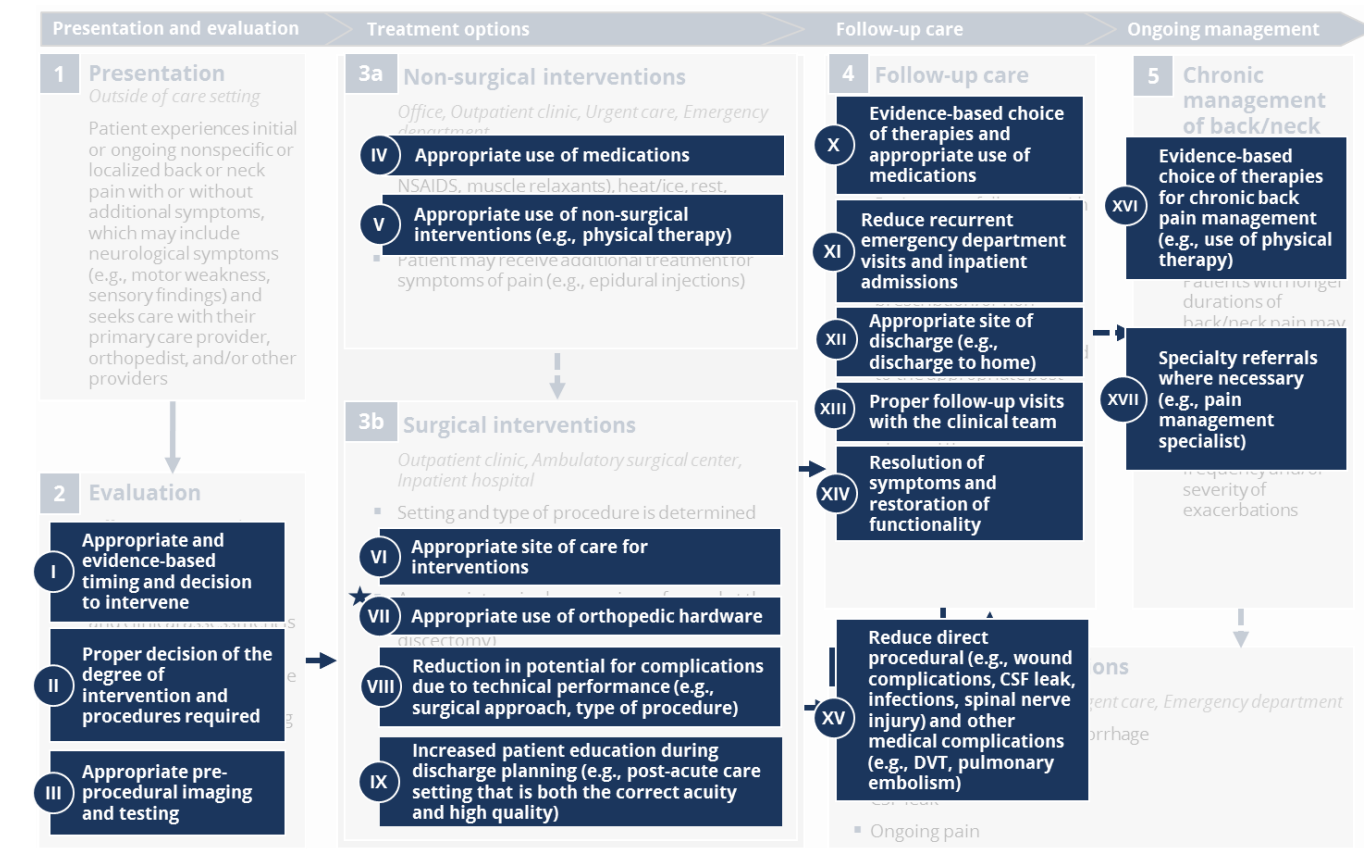 Presentation and evaluation
Treatment options
Follow-up care
Ongoing management
1
Presentation
Outside of care setting
Patient experiences initial
or ongoing nonspecific or
localized back or neck
pain with or without
additional symptoms,
which may include
neurological symptoms
(e.g., motor weakness,
sensory findings) and
seeks care with their
primary care provider,
orthopedist, and/or other
providers
2
Evaluation
I
Appropriate and
evidence-based
timing and decision
to intervene
II
Proper decision of the
degree of
intervention and
procedures required
III
Appropriate pre-
procedural imaging
and testing
3a
Non-surgical interventions
Office, Outpatient clinic, Urgent care, Emergency
department
IV
Appropriate use of medications
NSAIDS, muscle relaxants), heat/ice, rest,
V
Appropriate use of non-surgical
interventions (e.g., physical therapy)
▪ Patient may receive additional treatment for
symptoms of pain (e.g., epidural injections)
3b
Surgical interventions
Outpatient clinic, Ambulatory surgical center,
Inpatient hospital
▪ Setting and type of procedure is determined
VI
Appropriate site of care for
interventions
VII
Appropriate use of orthopedic hardware
discectomy)
VIII
Reduction in potential for complications
due to technical performance (e.g.,
surgical approach, type of procedure)
IX
Increased patient education during
discharge planning (e.g., post-acute care
setting that is both the correct acuity
and high quality)
4
Follow-up care
X
Evidence-based choice
of therapies and
appropriate use of
medications
XI
Reduce recurrent
emergency department
visits and inpatient
admissions
XII
Appropriate site of
discharge (e.g.,
discharge to home)
XIII
Proper follow-up visits
with the clinical team
XIV
Resolution of
symptoms and
restoration of
functionality
XV
Reduce direct
procedural (e.g., wound
complications, CSF leak,
infections, spinal nerve
injury) and other
medical complications
(e.g., DVT, pulmonary
embolism)
care, Emergency department
CSF leak
▪ Ongoing pain
5
Chronic
management
of back/neck
XVI
Evidence-based
choice of therapies
for chronic back
pain management
(e.g., use of physical
therapy)
Patients with longer
durations of
back/neck pain may
XVII
Specialty referrals
where necessary
(e.g., pain
management
specialist)
frequency and/or
severity of
exacerbations